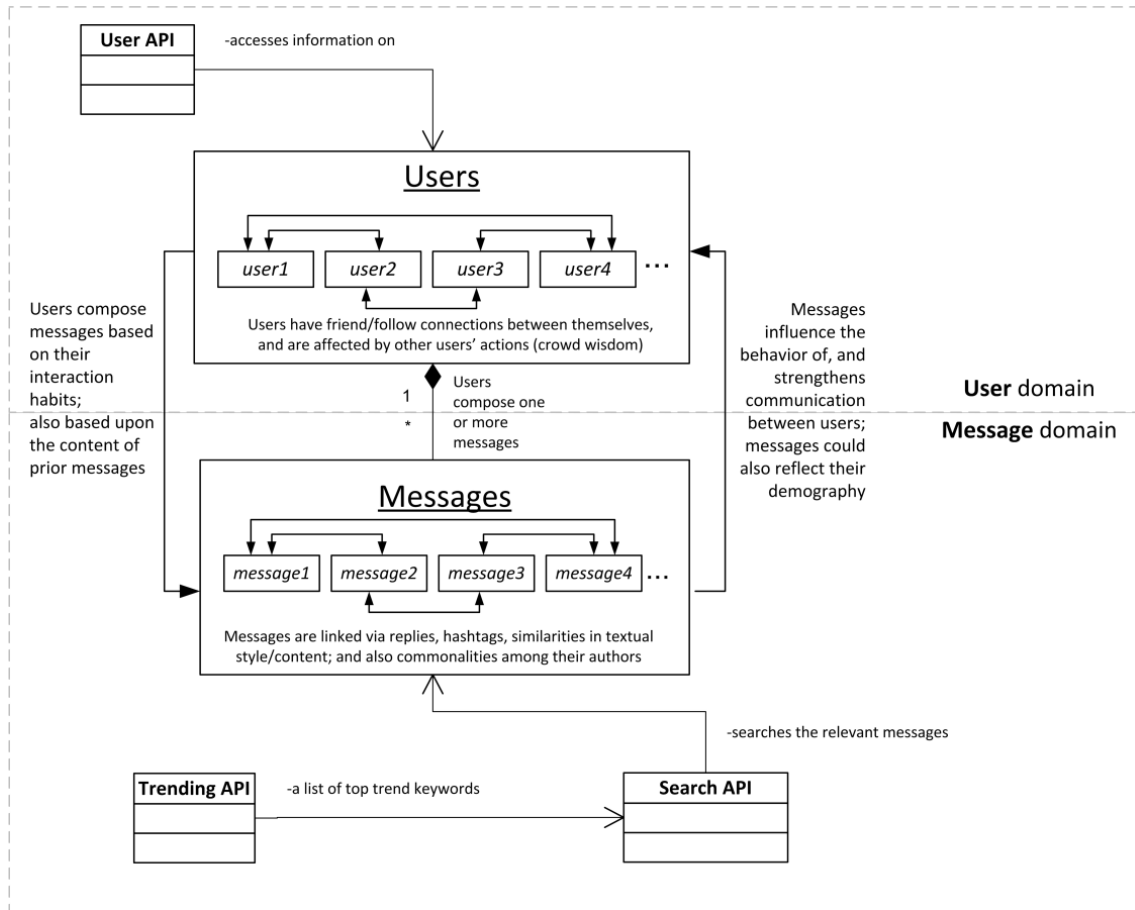 User API
-accesses information on
Users
user1
user2
user3
user4
...
Users have friend/follow connections between themselves,
and are affected by other users’ actions (crowd wisdom)
Users compose
messages based
on their
interaction
habits;
also based upon
the content of
prior messages
1
*
Users
compose one
or more
messages
Messages
influence the
behavior of, and
strengthens
communication
between users;
messages could
also reflect their
demography
User domain
Message domain
Messages
message1
message2
message3
message4
...
Messages are linked via replies, hashtags, similarities in textual
style/content; and also commonalities among their authors
-searches the relevant messages
Trending API
-a list of top trend keywords
Search API